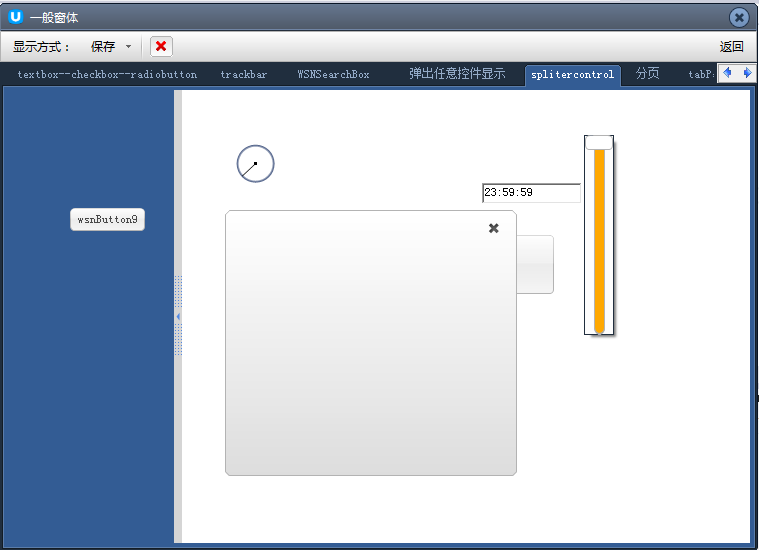 一般窗体
显示方式： 保存 返回
textbox--checkbox--radiobutton trackbar WSNSearchBox 弹出任意控件显示 splitercontrol 分页 tabP
23:59:59
wsnButton9